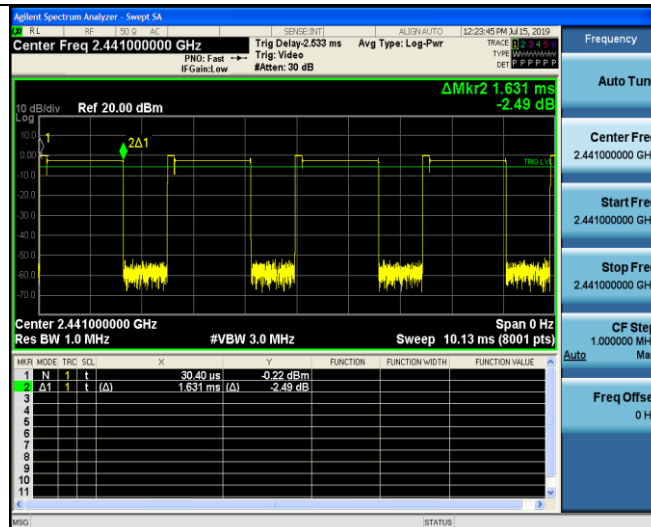 Agilent Spectrum Analyzer - Swept SA
RL RF 50 Ω AC SENSE:INT ALIGN AUTO 12:23:45 PM Jul 15, 2019
Center Freq 2.441000000 GHz
PNO: Fast
IFGain:Low
Trig Delay-2.533 ms
Trig: Video
#Atten: 30 dB
Avg Type: Log-Pwr
TRACE 1 2 3 4 5 6
TYPE W
DET P P P P P P
ΔMkr2 1.631 ms
-2.49 dB
10 dB/div Ref 20.00 dBm
Log
10.0
0.00
-10.0
-20.0
-30.0
-40.0
-50.0
-60.0
-70.0
1
2Δ1
TRIG LVL
Center 2.441000000 GHz Span 0 Hz
Res BW 1.0 MHz #VBW 3.0 MHz Sweep 10.13 ms (8001 pts)
MKR MODE TRC SCL X Y FUNCTION FUNCTION WIDTH FUNCTION VALUE
1 N 1 t 30.40 µs -0.22 dBm
2 Δ1 1 t (Δ) 1.631 ms (Δ) -2.49 dB
3
4
5
6
7
8
9
10
11
MSG STATUS
Frequency
Auto Tun
Center Fre
2.441000000 GH
Start Fre
2.441000000 GH
Stop Fre
2.441000000 GH
CF Step
1.000000 MH
Auto Ma
Freq Offse
0 H